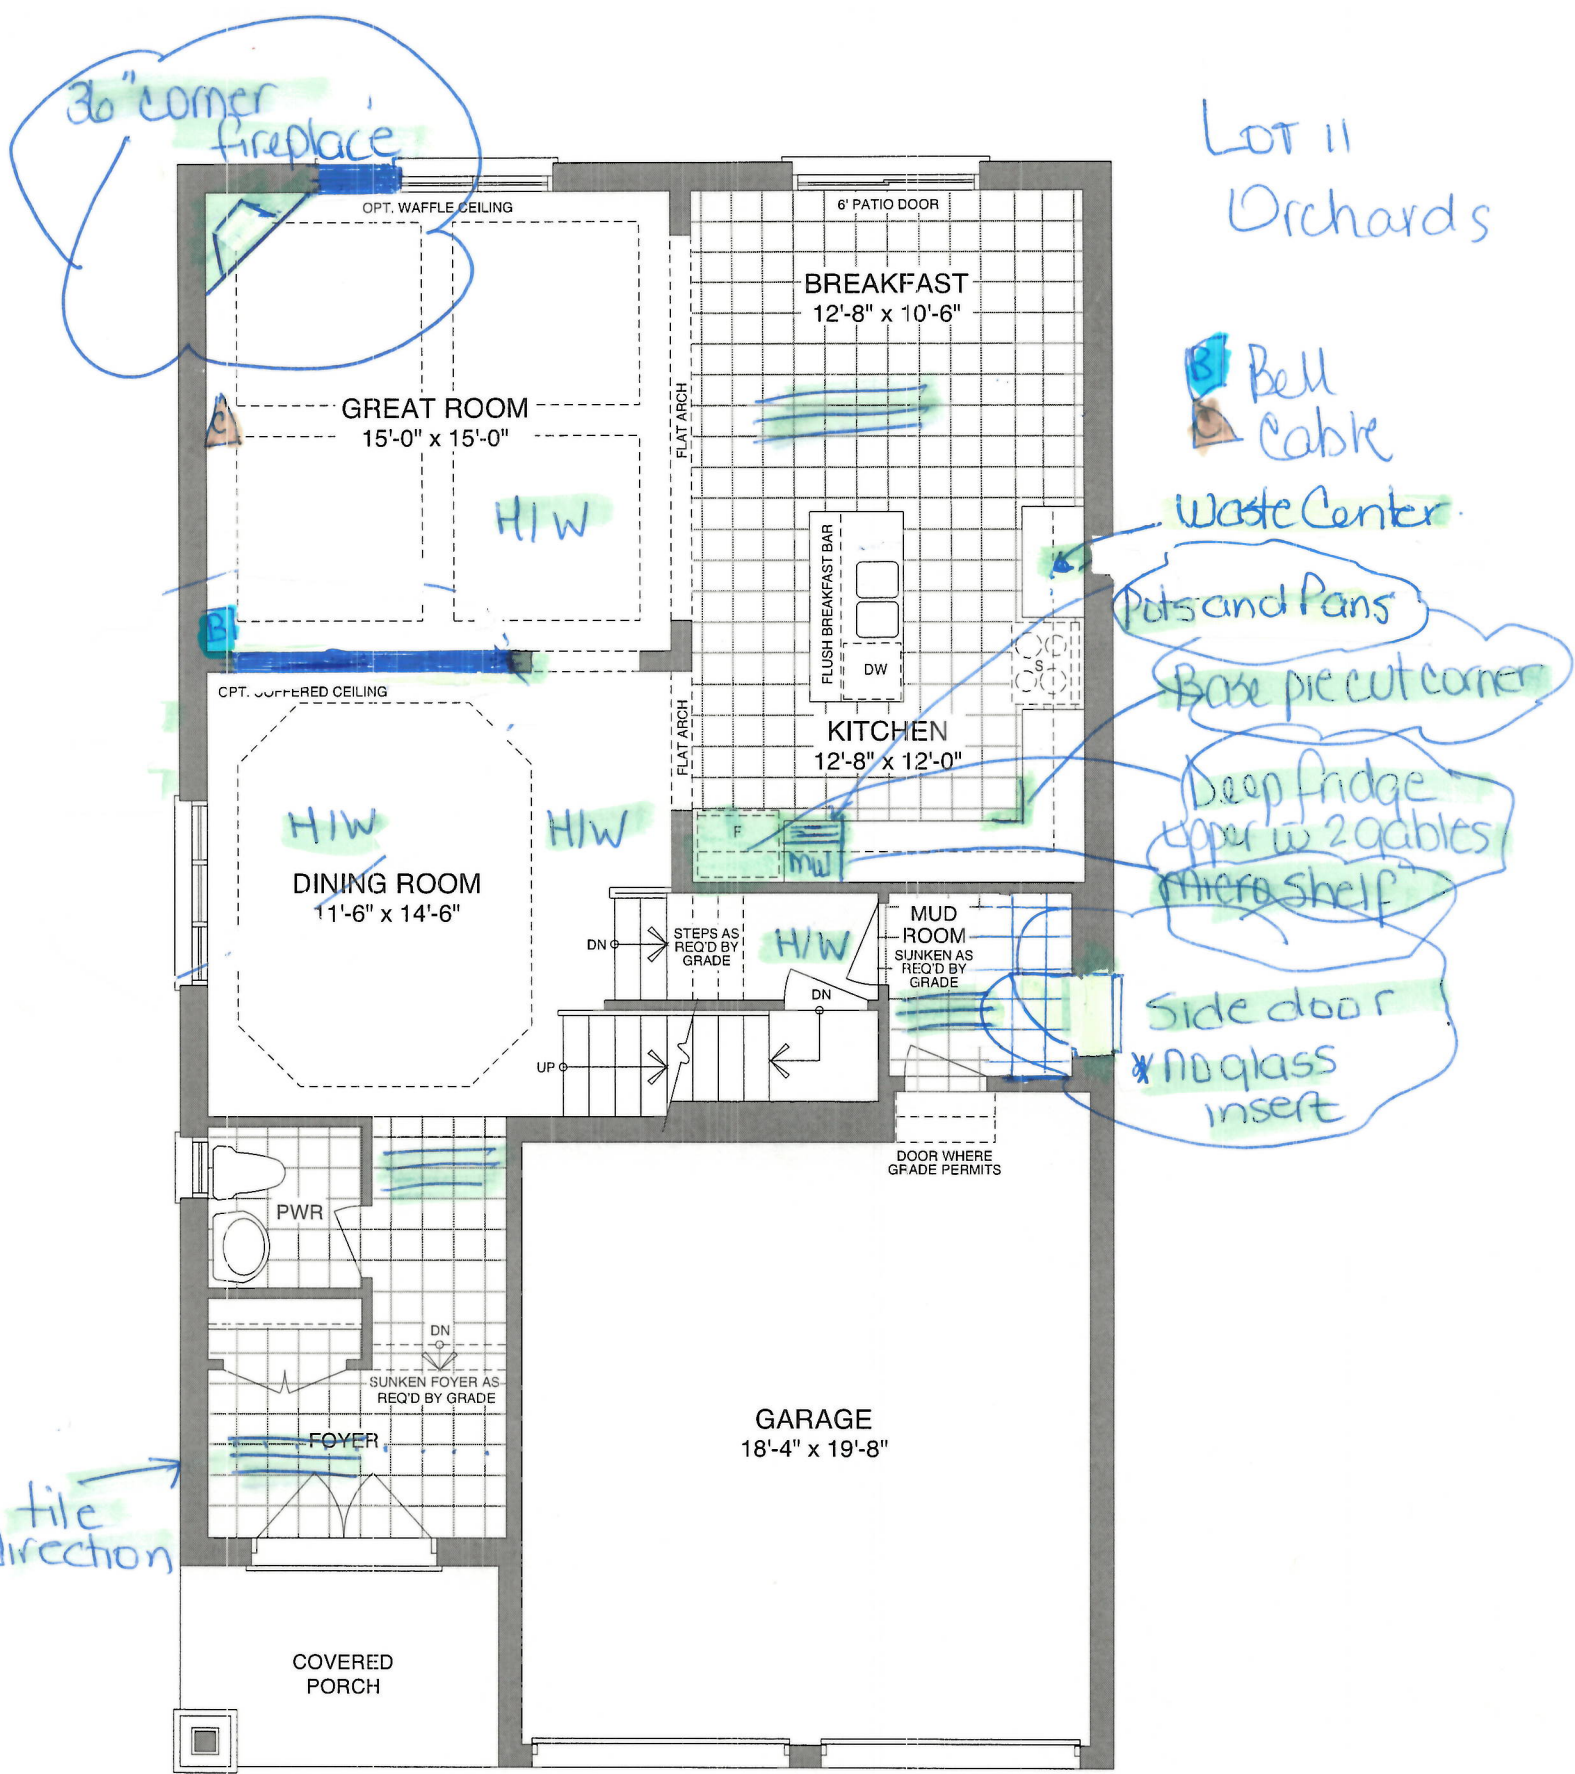 36" corner
fireplace
LOT 11
Orchards
OPT. WAFFLE CEILING
6' PATIO DOOR
BREAKFAST
12'-8" x 10'-6"
B Bell
C Cable
GREAT ROOM
15'-0" x 15'-0"
C
FLAT ARCH
H/W
Waste Center
FLUSH BREAKFAST BAR
Pots and Pans
B
DW
S
Base pie cut corner
OPT. COFFERED CEILING
FLAT ARCH
KITCHEN
12'-8" x 12'-0"
Deep fridge
upper w 2 gables
H/W
H/W
F
MW
micro shelf
DINING ROOM
11'-6" x 14'-6"
DN
STEPS AS
REQ'D BY
GRADE
H/W
MUD
ROOM
SUNKEN AS
REQ'D BY
GRADE
DN
Side door
* no glass
insert
UP
DOOR WHERE
GRADE PERMITS
PWR
DN
SUNKEN FOYER AS
REQ'D BY GRADE
FOYER
GARAGE
18'-4" x 19'-8"
tile
direction
COVERED
PORCH